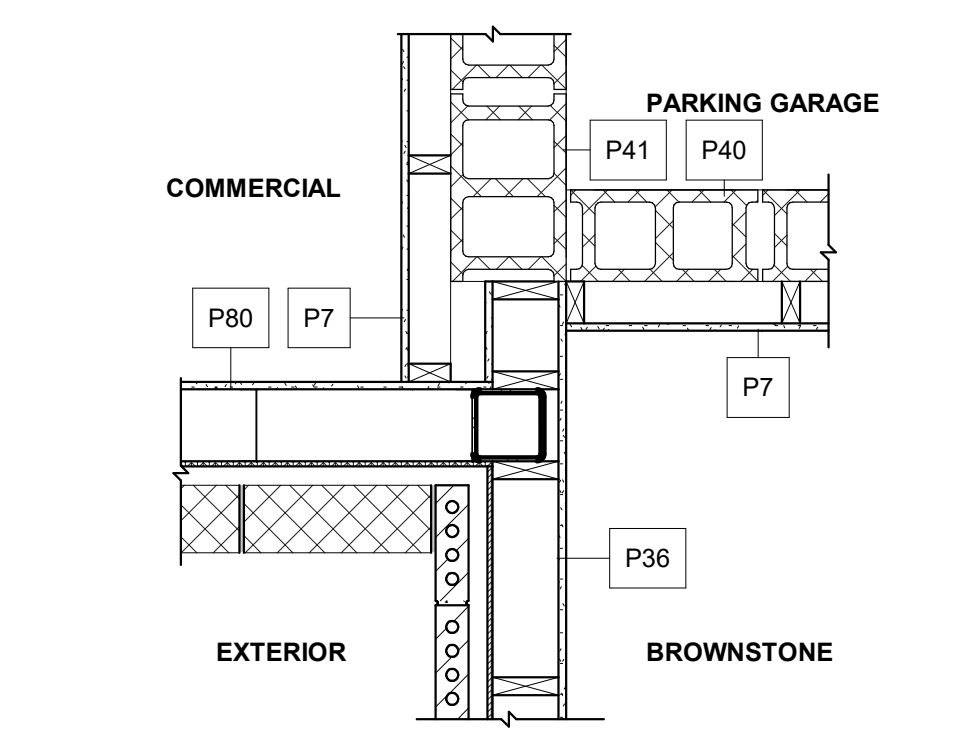 PARKING GARAGE
P41
P40
COMMERCIAL
P80
P7
P7
P36
EXTERIOR
BROWNSTONE